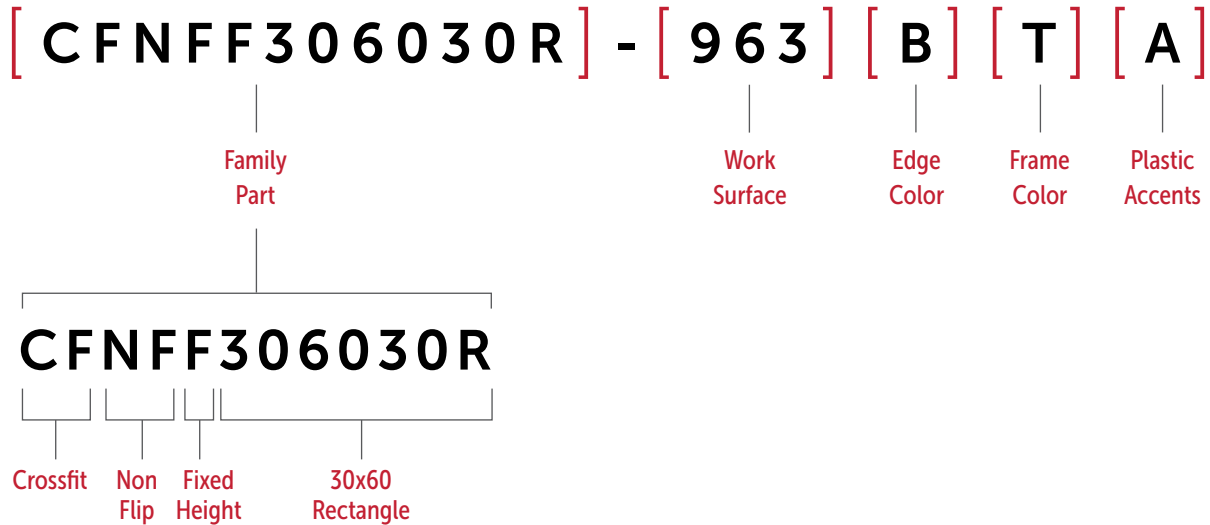 [CFNFF306030R] - [963] [B] [T] [A]
Family Part
Work Surface
Edge Color
Frame Color
Plastic Accents
CFNFF306030R
Crossfit
Non Flip
Fixed Height
30x60 Rectangle